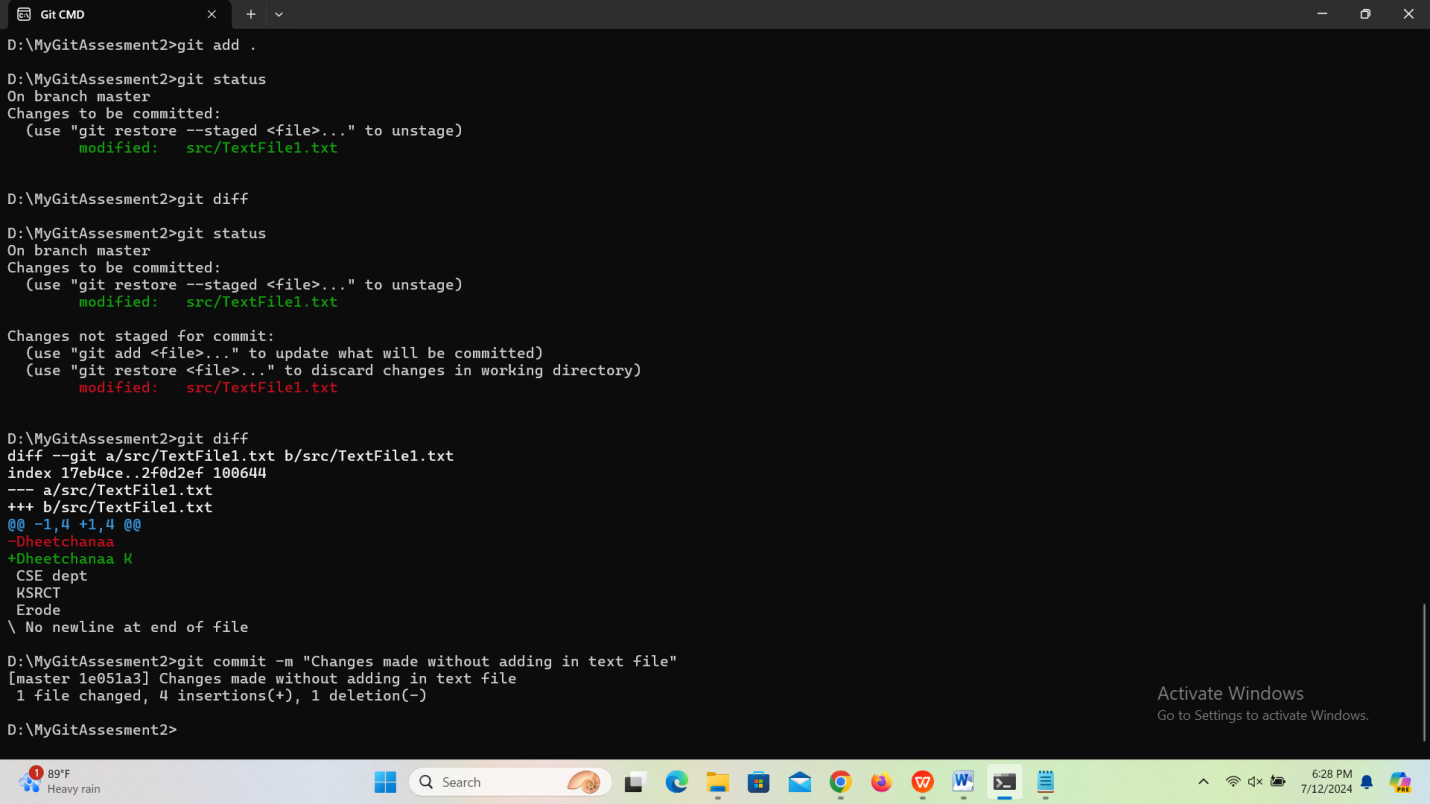 Git CMD
D:\MyGitAssesment2>git add .
D:\MyGitAssesment2>git status
On branch master
Changes to be committed:
  (use "git restore --staged <file>..." to unstage)
        modified:   src/TextFile1.txt
D:\MyGitAssesment2>git diff
D:\MyGitAssesment2>git status
On branch master
Changes to be committed:
  (use "git restore --staged <file>..." to unstage)
        modified:   src/TextFile1.txt
Changes not staged for commit:
  (use "git add <file>..." to update what will be committed)
  (use "git restore <file>..." to discard changes in working directory)
        modified:   src/TextFile1.txt
D:\MyGitAssesment2>git diff
diff --git a/src/TextFile1.txt b/src/TextFile1.txt
index 17eb4ce..2f0d2ef 100644
--- a/src/TextFile1.txt
+++ b/src/TextFile1.txt
@@ -1,4 +1,4 @@
-Dheetchanaa
+Dheetchanaa K
 CSE dept
 KSRCT
 Erode
\ No newline at end of file
D:\MyGitAssesment2>git commit -m "Changes made without adding in text file"
[master 1e051a3] Changes made without adding in text file
 1 file changed, 4 insertions(+), 1 deletion(-)
D:\MyGitAssesment2>
Activate Windows
Go to Settings to activate Windows.
1
89°F
Heavy rain
Search
W
W
PRE
6:28 PM
7/12/2024